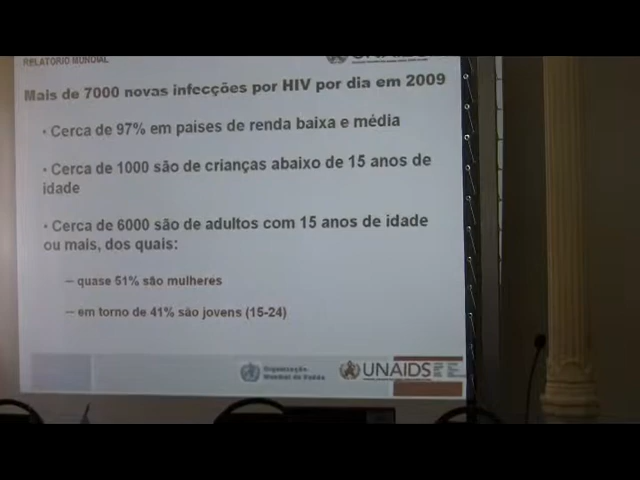 RELATÓRIO MUNDIAL
UNAIDS
Mais de 7000 novas infecções por HIV por dia em 2009
• Cerca de 97% em países de renda baixa e média
• Cerca de 1000 são de crianças abaixo de 15 anos de
idade
• Cerca de 6000 são de adultos com 15 anos de idade
ou mais, dos quais:
– quase 51% são mulheres
– em torno de 41% são jovens (15-24)
Organização
Mundial da Saúde
UNAIDS